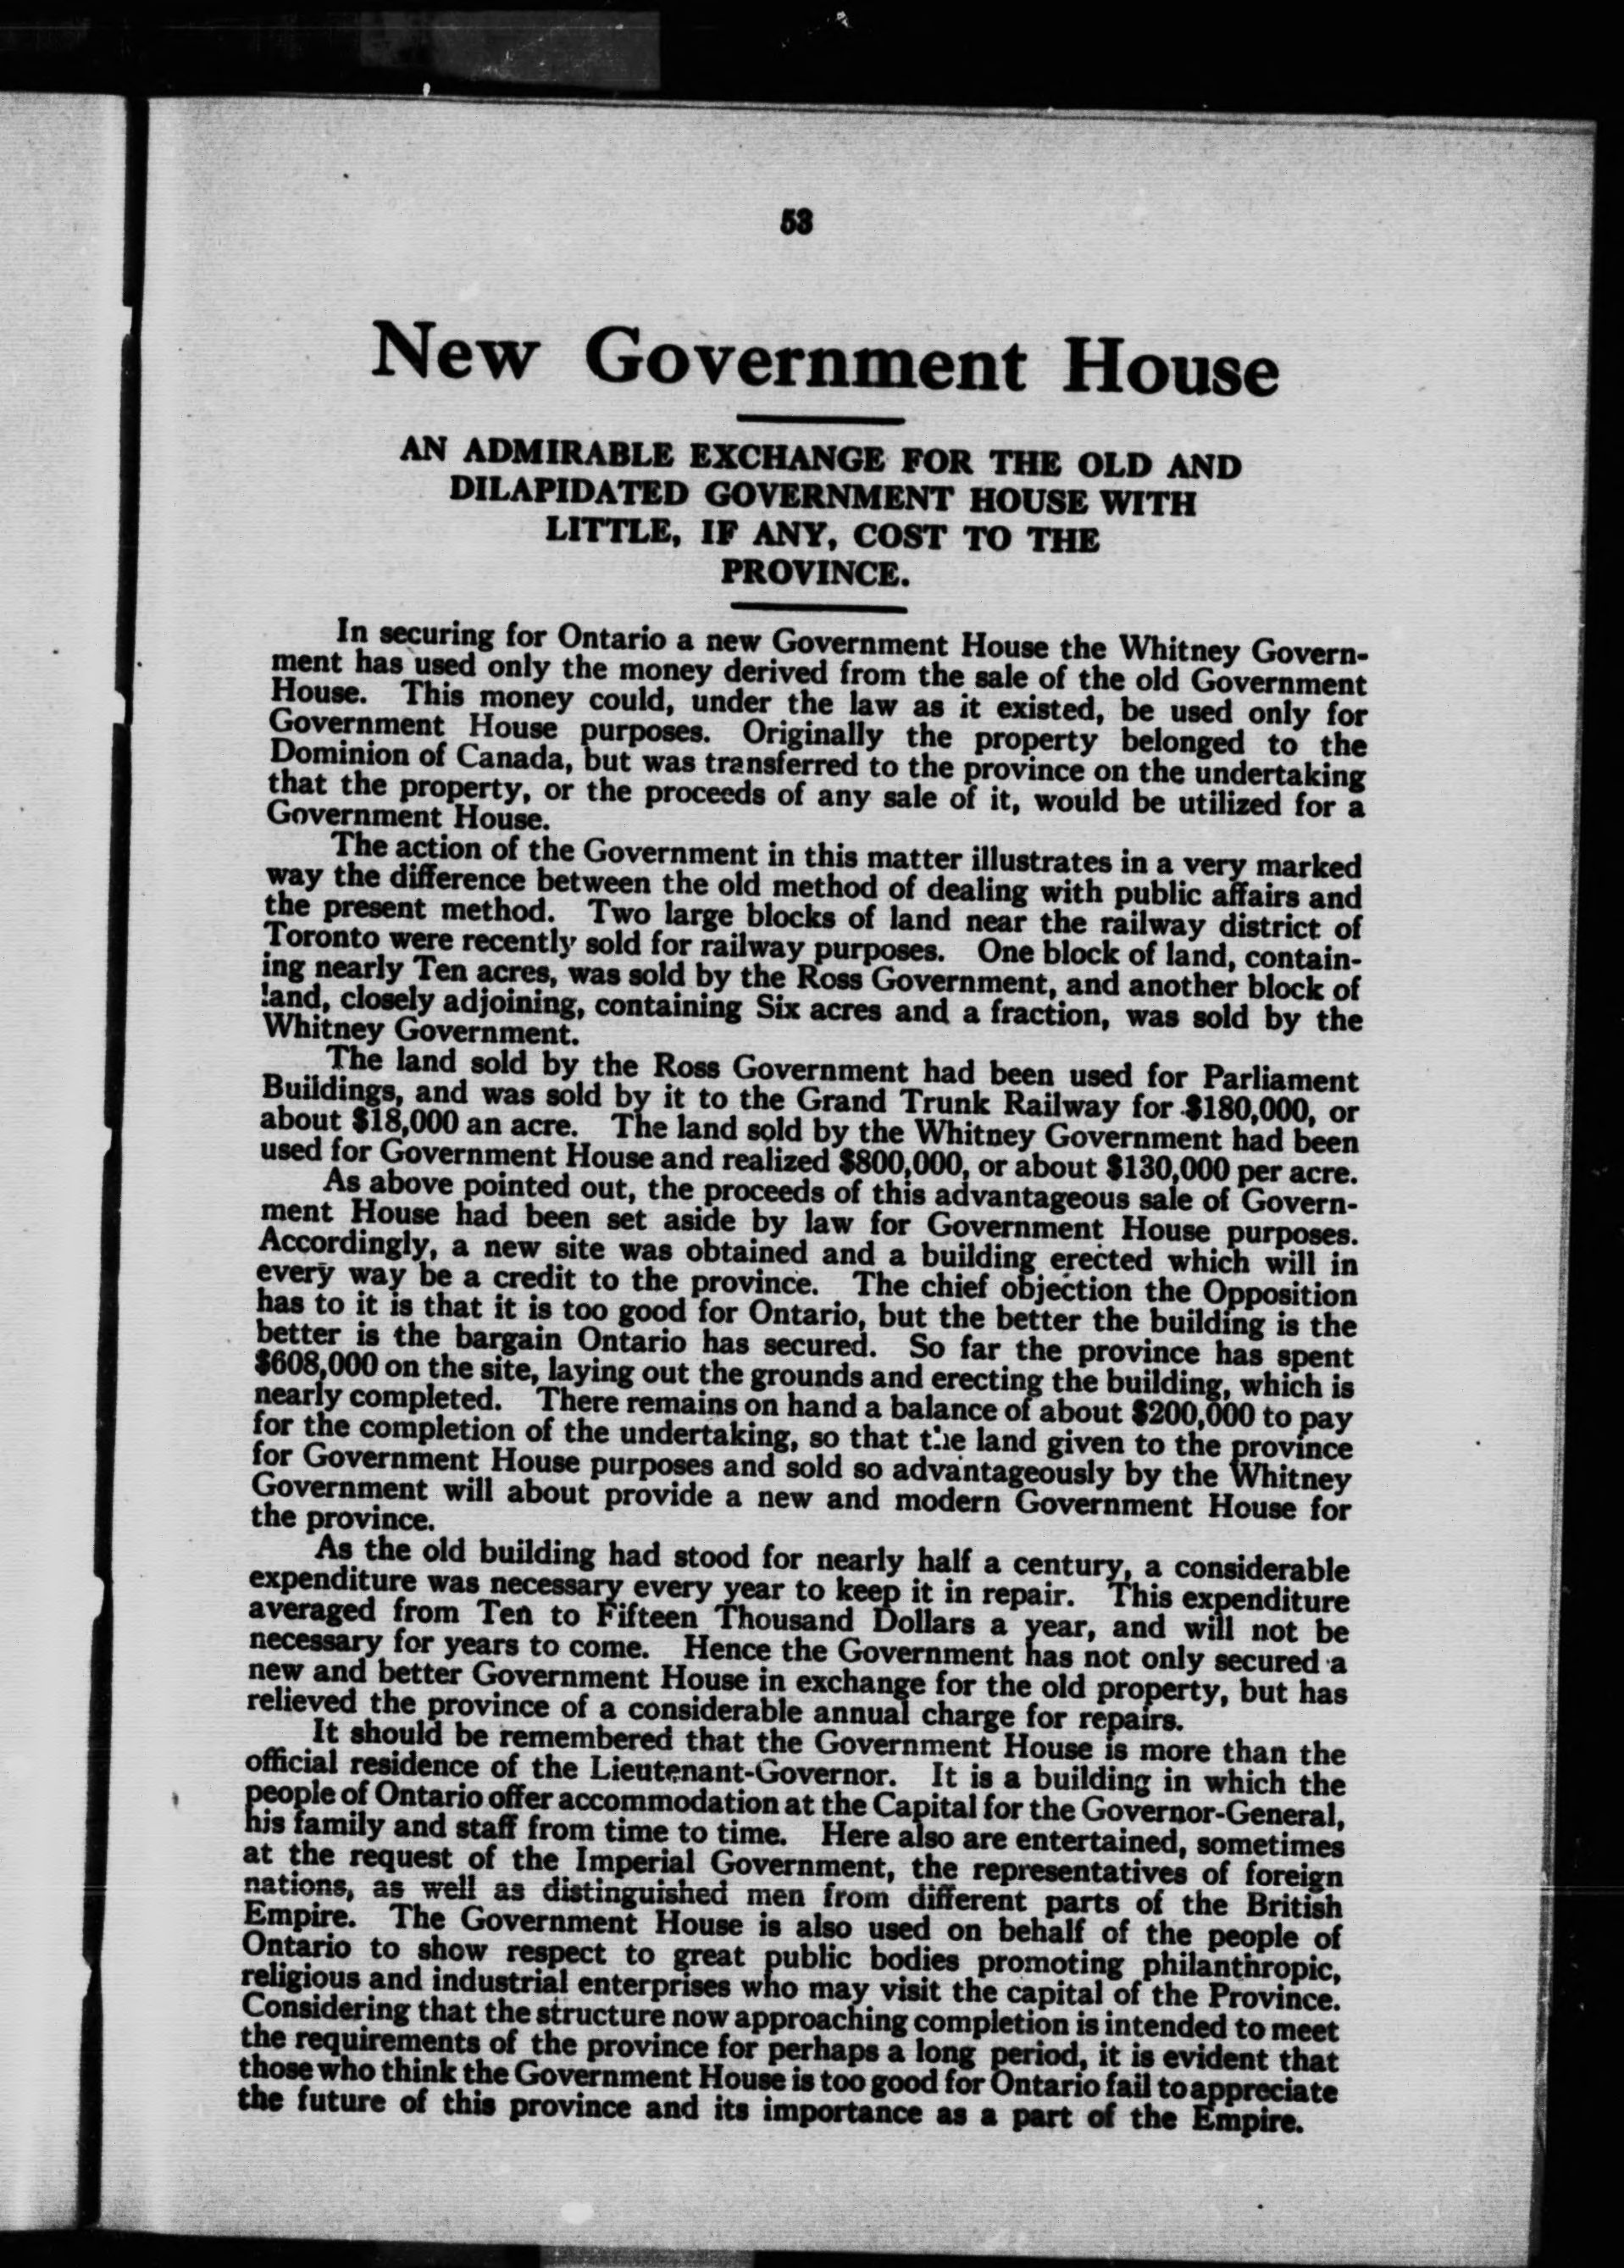 53
New Government House
AN ADMIRABLE EXCHANGE FOR THE OLD AND
DILAPIDATED GOVERNMENT HOUSE WITH
LITTLE, IF ANY, COST TO THE
PROVINCE.
In securing for Ontario a new Government House the Whitney Govern-
ment has used only the money derived from the sale of the old Government
House. This money could, under the law as it existed, be used only for
Government House purposes. Originally the property belonged to the
Dominion of Canada, but was transferred to the province on the undertaking
that the property, or the proceeds of any sale of it, would be utilized for a
Government House.
The action of the Government in this matter illustrates in a very marked
way the difference between the old method of dealing with public affairs and
the present method. Two large blocks of land near the railway district of
Toronto were recently sold for railway purposes. One block of land, contain-
ing nearly Ten acres, was sold by the Ross Government, and another block of
land, closely adjoining, containing Six acres and a fraction, was sold by the
Whitney Government.
The land sold by the Ross Government had been used for Parliament
Buildings, and was sold by it to the Grand Trunk Railway for $180,000, or
about $18,000 an acre. The land sold by the Whitney Government had been
used for Government House and realized $800,000, or about $130,000 per acre.
As above pointed out, the proceeds of this advantageous sale of Govern-
ment House had been set aside by law for Government House purposes.
Accordingly, a new site was obtained and a building erected which will in
every way be a credit to the province. The chief objection the Opposition
has to it is that it is too good for Ontario, but the better the building is the
better is the bargain Ontario has secured. So far the province has spent
$608,000 on the site, laying out the grounds and erecting the building, which is
nearly completed. There remains on hand a balance of about $200,000 to pay
for the completion of the undertaking, so that the land given to the province
for Government House purposes and sold so advantageously by the Whitney
Government will about provide a new and modern Government House for
the province.
As the old building had stood for nearly half a century, a considerable
expenditure was necessary every year to keep it in repair. This expenditure
averaged from Ten to Fifteen Thousand Dollars a year, and will not be
necessary for years to come. Hence the Government has not only secured a
new and better Government House in exchange for the old property, but has
relieved the province of a considerable annual charge for repairs.
It should be remembered that the Government House is more than the
official residence of the Lieutenant-Governor. It is a building in which the
people of Ontario offer accommodation at the Capital for the Governor-General,
his family and staff from time to time. Here also are entertained, sometimes
at the request of the Imperial Government, the representatives of foreign
nations, as well as distinguished men from different parts of the British
Empire. The Government House is also used on behalf of the people of
Ontario to show respect to great public bodies promoting philanthropic,
religious and industrial enterprises who may visit the capital of the Province.
Considering that the structure now approaching completion is intended to meet
the requirements of the province for perhaps a long period, it is evident that
those who think the Government House is too good for Ontario fail to appreciate
the future of this province and its importance as a part of the Empire.